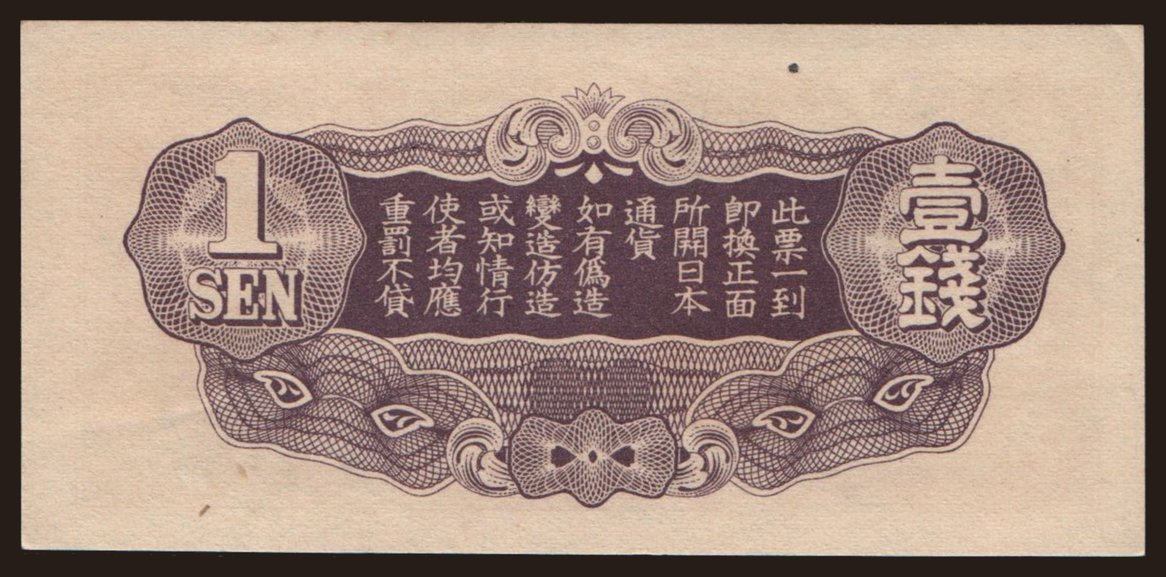 壹錢
此票一到
卽換正面
所開日本
通貨
如有偽造
變造仿造
或知情行
使者均應
重罰不貸
1
SEN